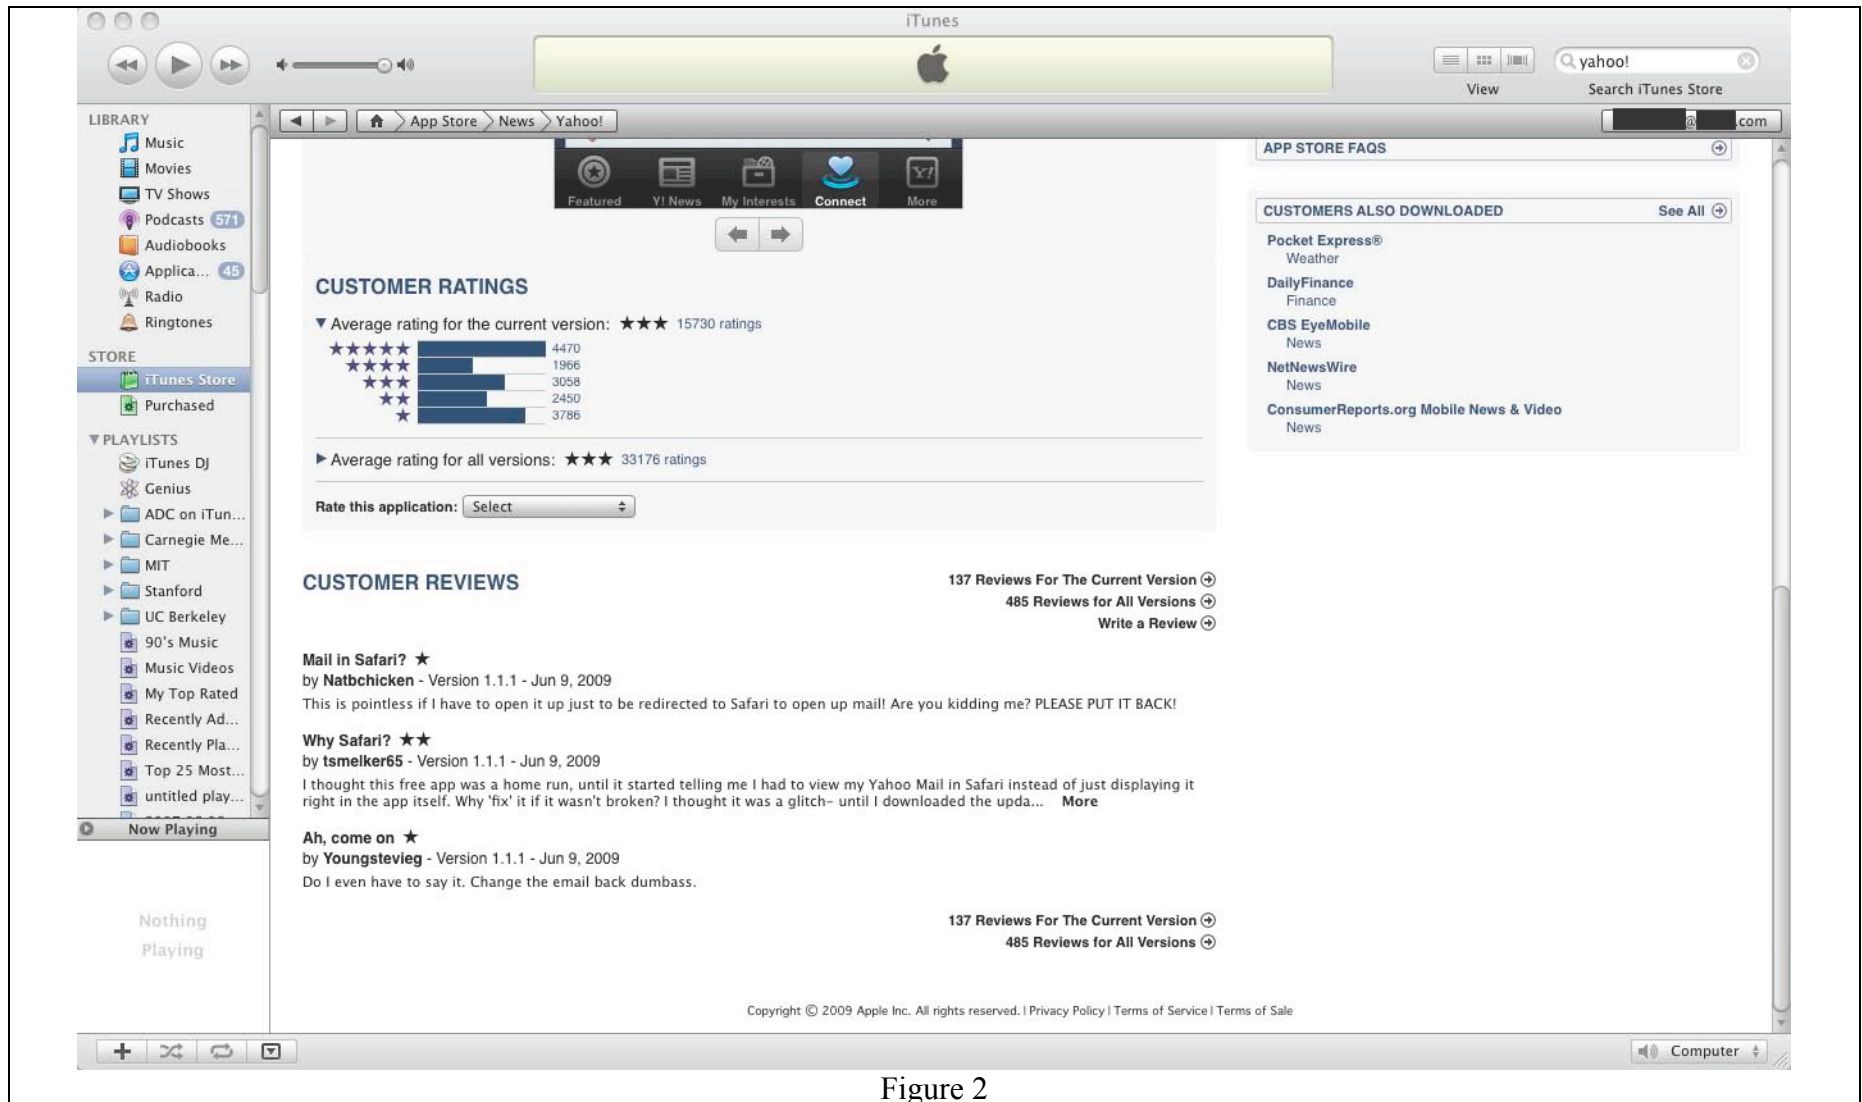 iTunes
yahoo!
View
Search iTunes Store
LIBRARY
Music
Movies
TV Shows
Podcasts 571
Audiobooks
Applica... 45
Radio
Ringtones
STORE
iTunes Store
Purchased
PLAYLISTS
iTunes DJ
Genius
ADC on iTun...
Carnegie Me...
MIT
Stanford
UC Berkeley
90's Music
Music Videos
My Top Rated
Recently Ad...
Recently Pla...
Top 25 Most...
untitled play...
Now Playing
Nothing
Playing
App Store News Yahoo!
@ .com
Featured Y! News My Interests Connect More
CUSTOMER RATINGS
Average rating for the current version: ★★★ 15730 ratings
★★★★★ 4470
★★★★ 1966
★★★ 3058
★★ 2450
★ 3786
Average rating for all versions: ★★★ 33176 ratings
Rate this application: Select
CUSTOMER REVIEWS
137 Reviews For The Current Version
485 Reviews for All Versions
Write a Review
Mail in Safari? ★
by Natbchicken - Version 1.1.1 - Jun 9, 2009
This is pointless if I have to open it up just to be redirected to Safari to open up mail! Are you kidding me? PLEASE PUT IT BACK!
Why Safari? ★★
by tsmelker65 - Version 1.1.1 - Jun 9, 2009
I thought this free app was a home run, until it started telling me I had to view my Yahoo Mail in Safari instead of just displaying it
right in the app itself. Why 'fix' it if it wasn't broken? I thought it was a glitch– until I downloaded the upda... More
Ah, come on ★
by Youngstevieg - Version 1.1.1 - Jun 9, 2009
Do I even have to say it. Change the email back dumbass.
137 Reviews For The Current Version
485 Reviews for All Versions
APP STORE FAQS
CUSTOMERS ALSO DOWNLOADED See All
Pocket Express®
Weather
DailyFinance
Finance
CBS EyeMobile
News
NetNewsWire
News
ConsumerReports.org Mobile News & Video
News
Copyright © 2009 Apple Inc. All rights reserved. | Privacy Policy | Terms of Service | Terms of Sale
Computer
Figure 2